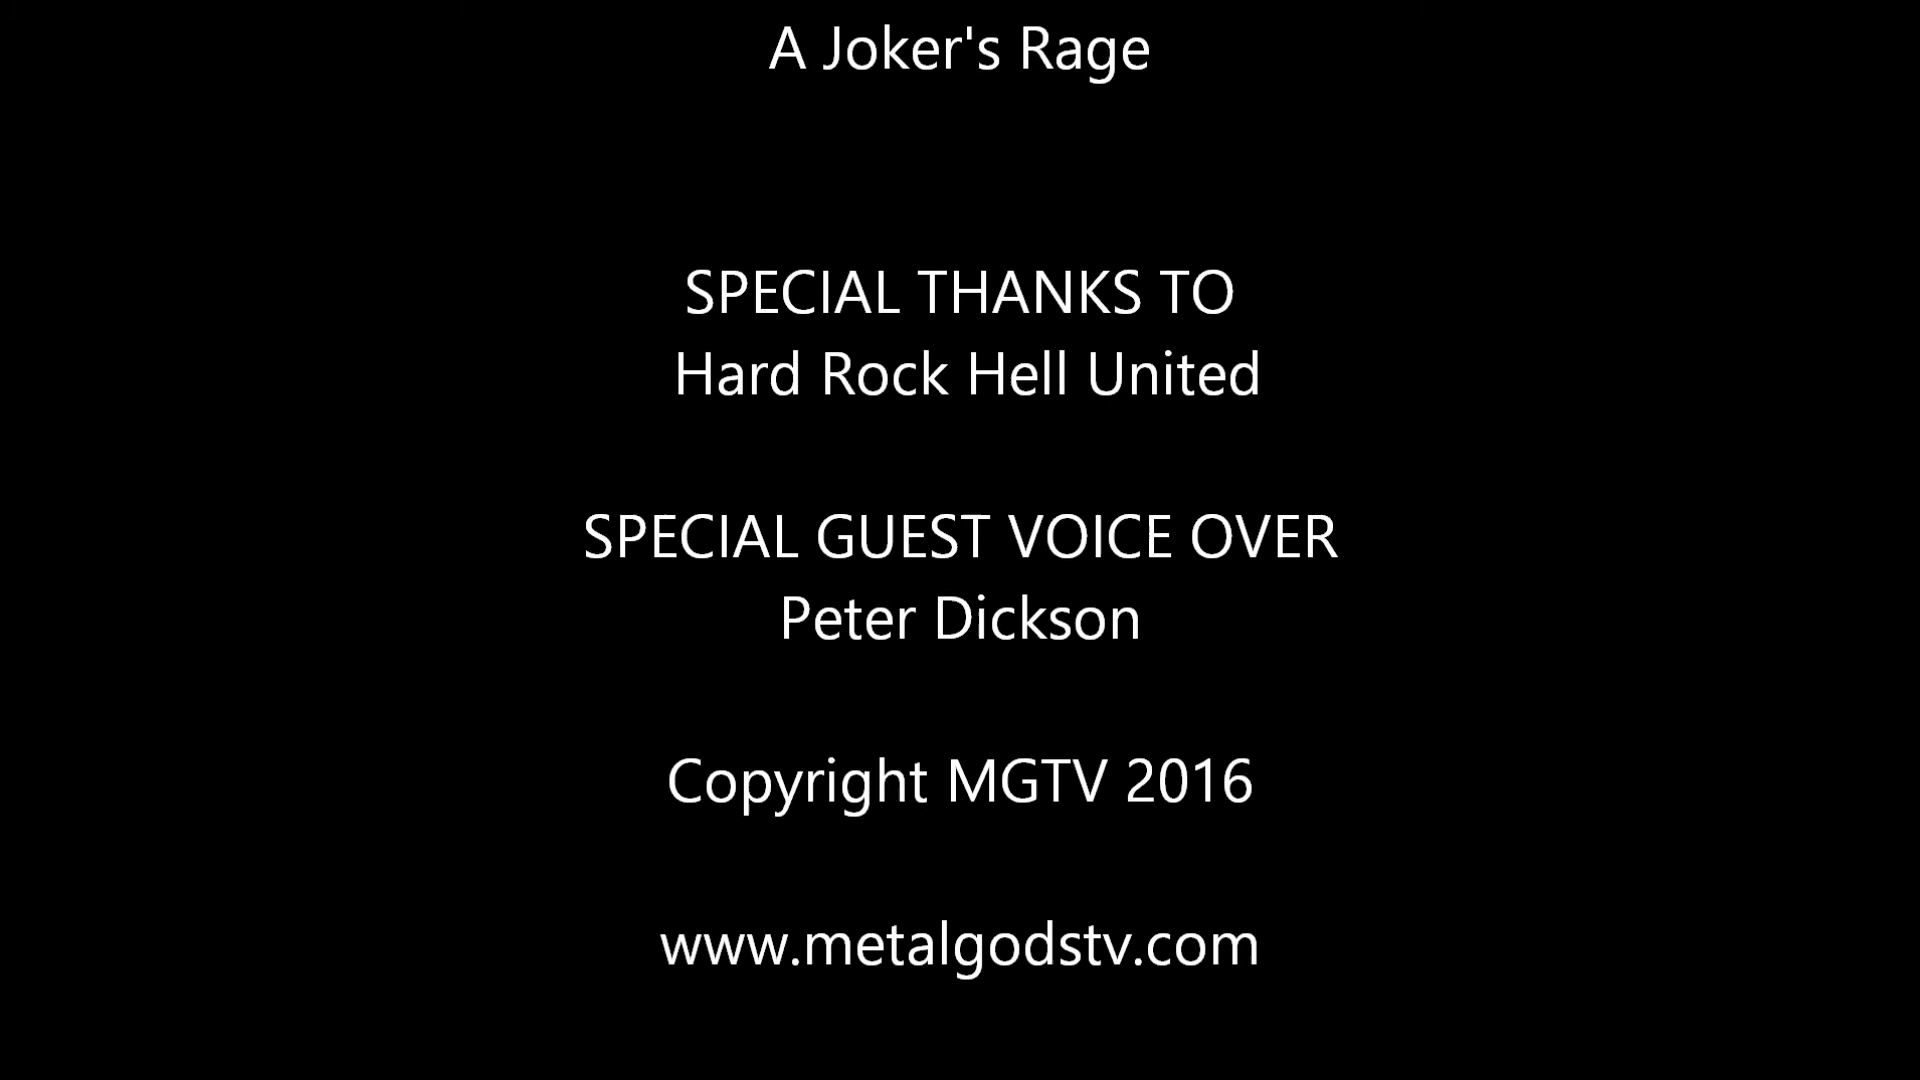 A Joker's Rage
SPECIAL THANKS TO
Hard Rock Hell United
SPECIAL GUEST VOICE OVER
Peter Dickson
Copyright MGTV 2016
www.metalgodstv.com